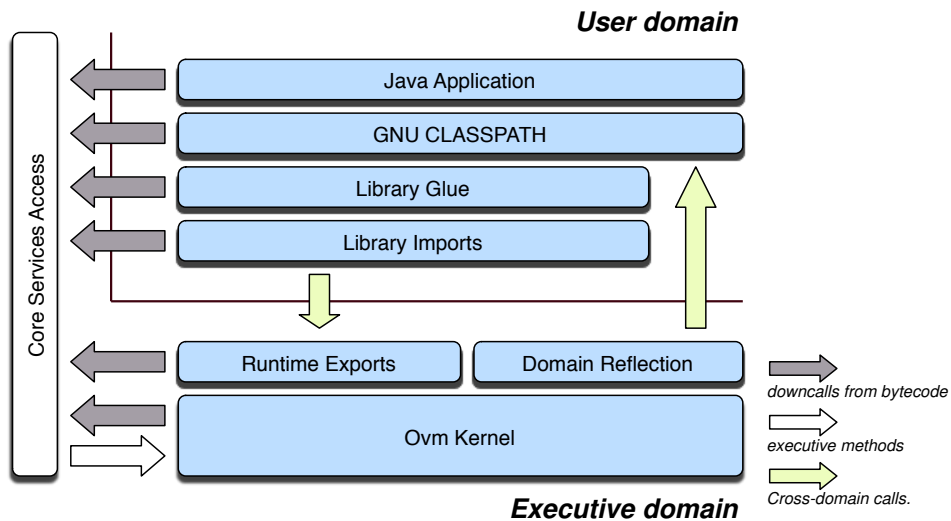 User domain
Java Application
GNU CLASSPATH
Library Glue
Library Imports
Core Services Access
Runtime Exports
Domain Reflection
Ovm Kernel
downcalls from bytecode
executive methods
Cross-domain calls.
Executive domain